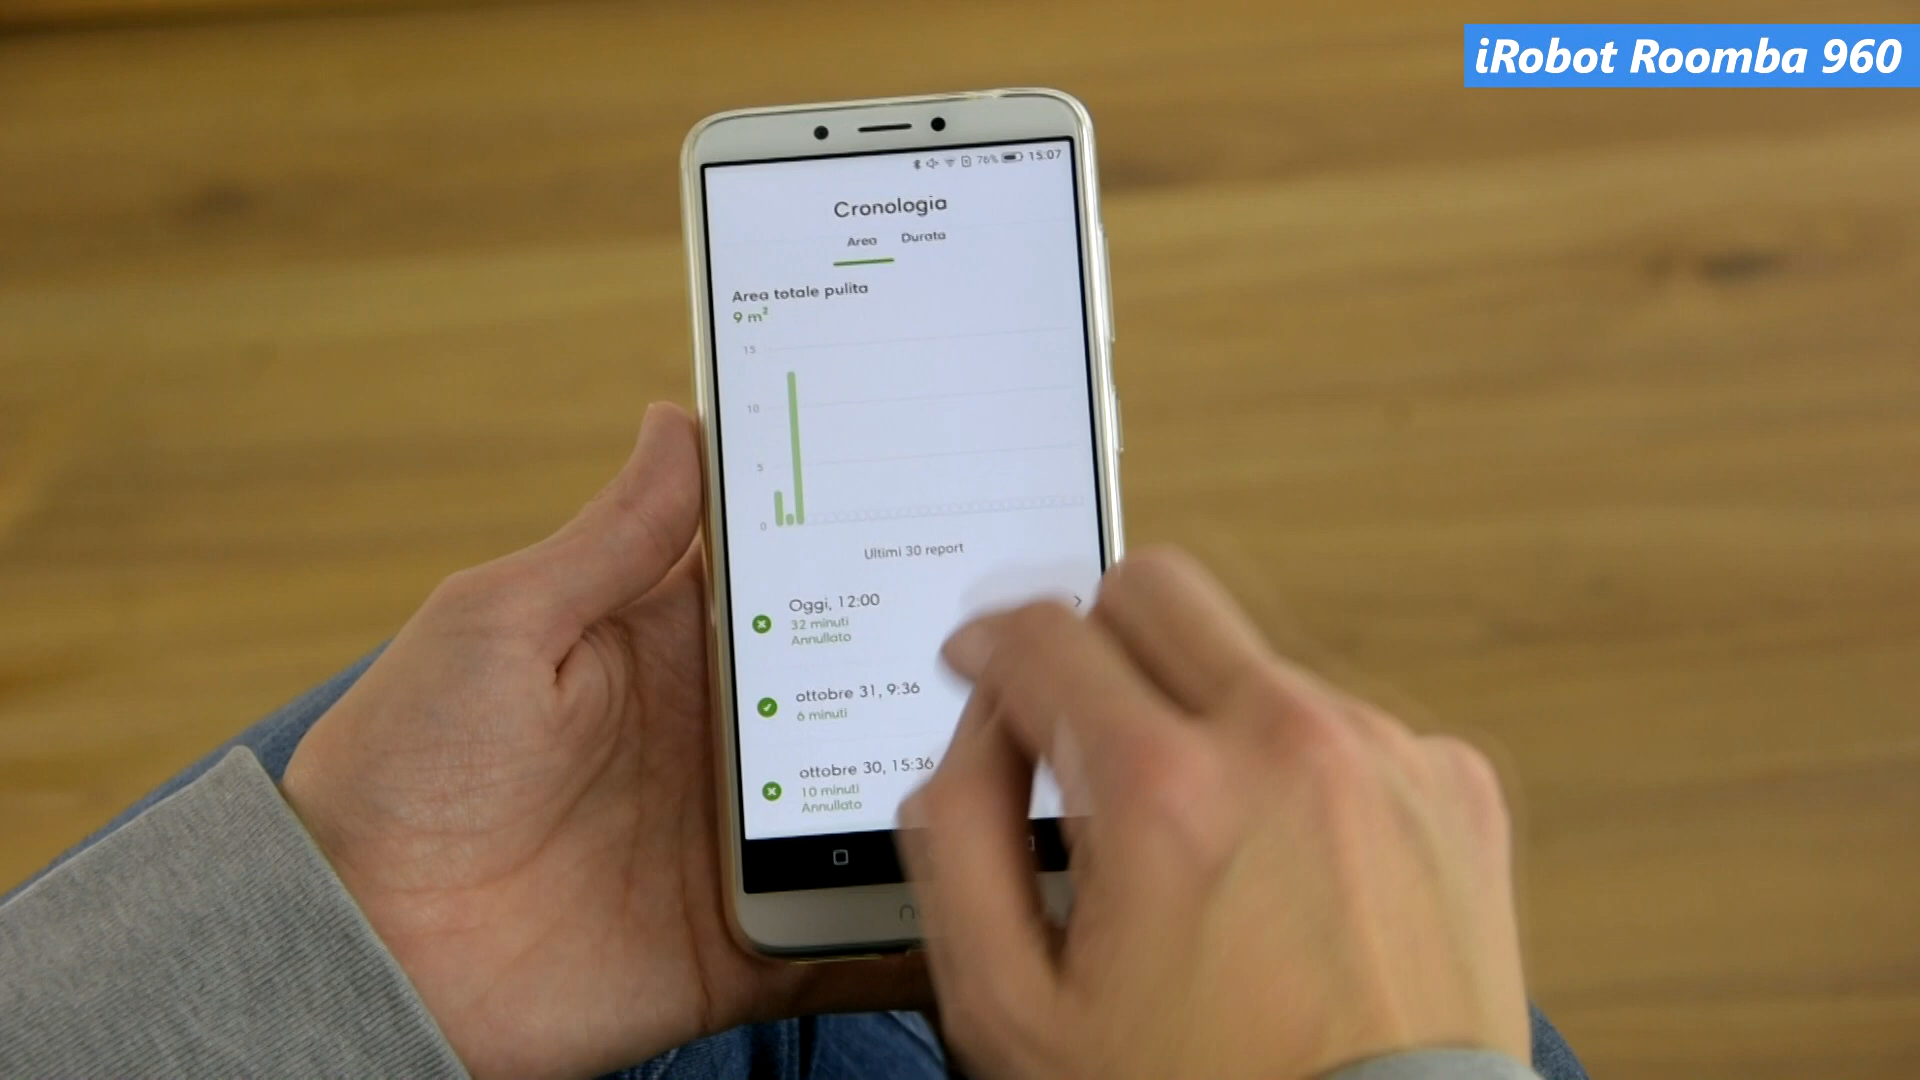 iRobot Roomba 960
76% 15:07
Cronologia
Area Durata
Area totale pulita
9 m²
15
10
5
0
Ultimi 30 report
Oggi, 12:00
32 minuti
Annullato
ottobre 31, 9:36
6 minuti
ottobre 30, 15:36
10 minuti
Annullato